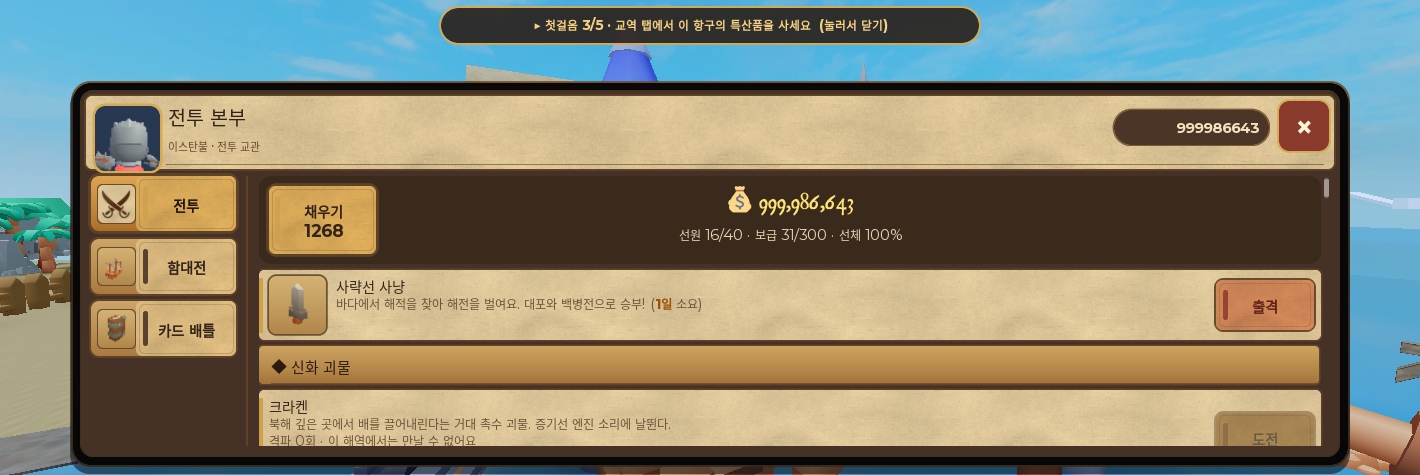 ▸ 첫걸음 3/5 · 교역 탭에서 이 항구의 특산품을 사세요 (눌러서 닫기)
전투 본부
이스탄불 · 전투 교관
999986643
×
전투
함대전
카드 배틀
채우기
1268
999,986,643
선원 16/40 · 보급 31/300 · 선체 100%
사략선 사냥
바다에서 해적을 찾아 해전을 벌여요. 대포와 백병전으로 승부! (1일 소요)
출격
◆ 신화 괴물
크라켄
북해 깊은 곳에서 배를 끌어내린다는 거대 촉수 괴물. 증기선 엔진 소리에 날뛴다.
격파 0회 · 이 해역에서는 만날 수 없어요
도전